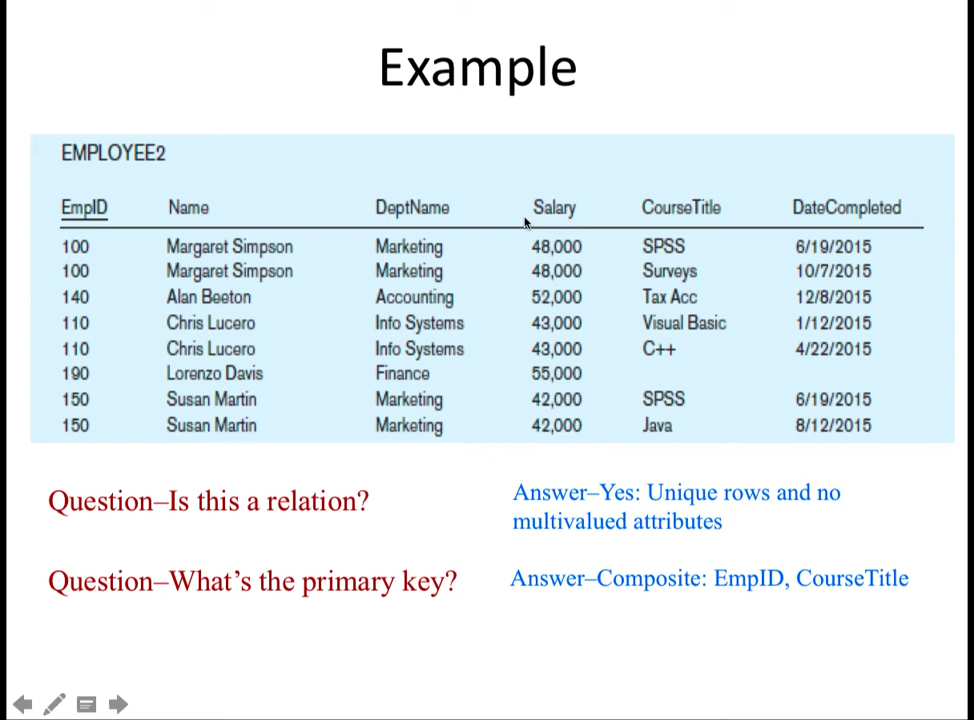 Example
EMPLOYEE2
EmpID Name DeptName Salary CourseTitle DateCompleted
100 Margaret Simpson Marketing 48,000 SPSS 6/19/2015
100 Margaret Simpson Marketing 48,000 Surveys 10/7/2015
140 Alan Beeton Accounting 52,000 Tax Acc 12/8/2015
110 Chris Lucero Info Systems 43,000 Visual Basic 1/12/2015
110 Chris Lucero Info Systems 43,000 C++ 4/22/2015
190 Lorenzo Davis Finance 55,000
150 Susan Martin Marketing 42,000 SPSS 6/19/2015
150 Susan Martin Marketing 42,000 Java 8/12/2015
Question–Is this a relation?
Answer–Yes: Unique rows and no
multivalued attributes
Question–What's the primary key?
Answer–Composite: EmpID, CourseTitle